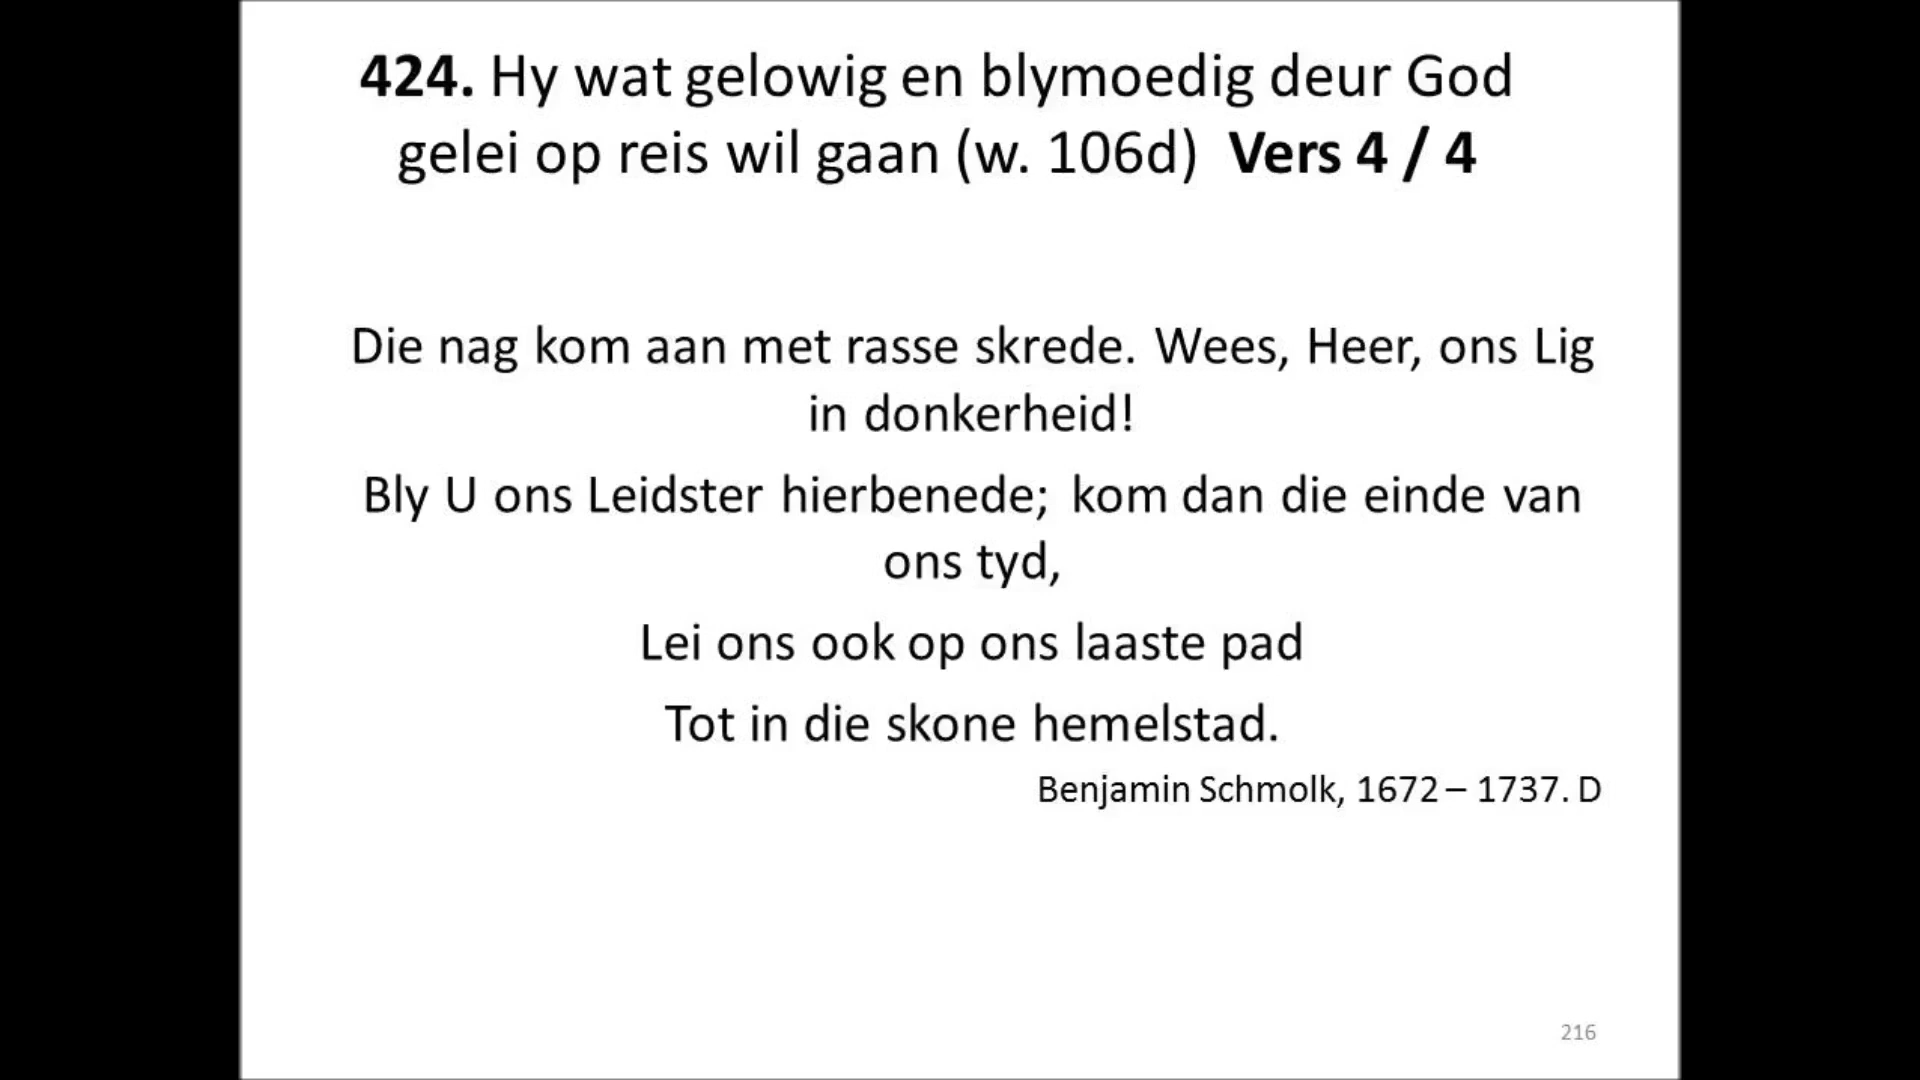 424. Hy wat gelowig en blymoedig deur God
gelei op reis wil gaan (w. 106d) Vers 4 / 4
Die nag kom aan met rasse skrede. Wees, Heer, ons Lig
in donkerheid!
Bly U ons Leidster hierbenede; kom dan die einde van
ons tyd,
Lei ons ook op ons laaste pad
Tot in die skone hemelstad.
Benjamin Schmolk, 1672 – 1737. D
216